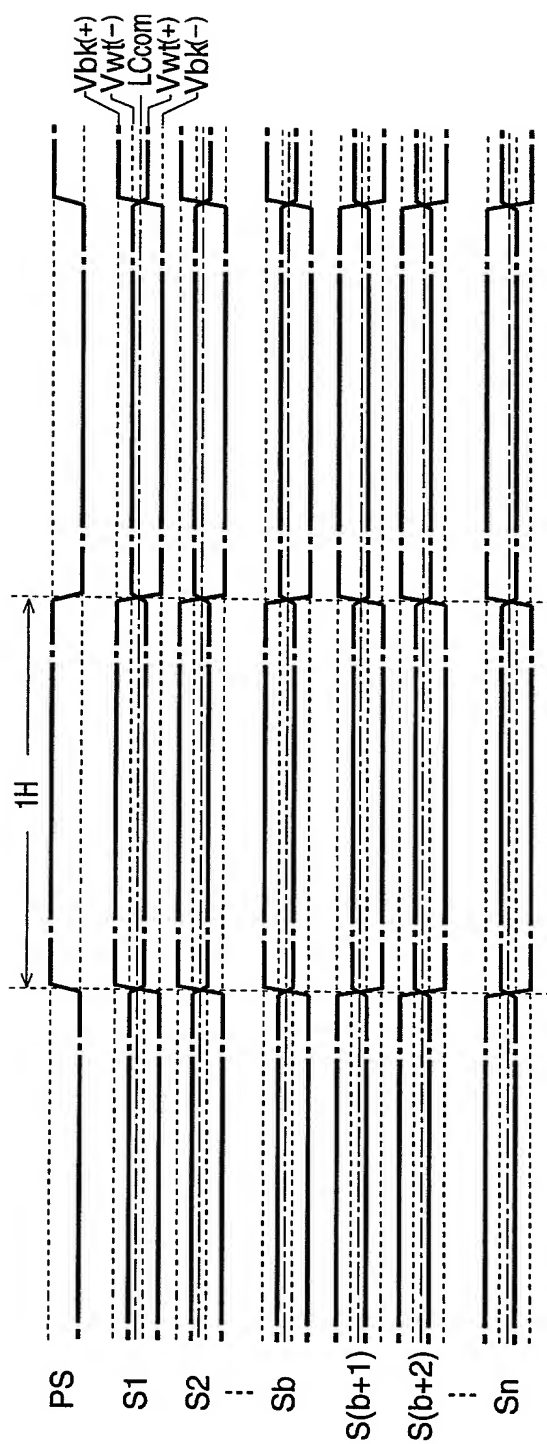 1H
Vbk(+)
Vwt(−)
LCcom
Vwt(+)
Vbk(−)
PS
S1
S2
Sb
S(b+1)
S(b+2)
Sn